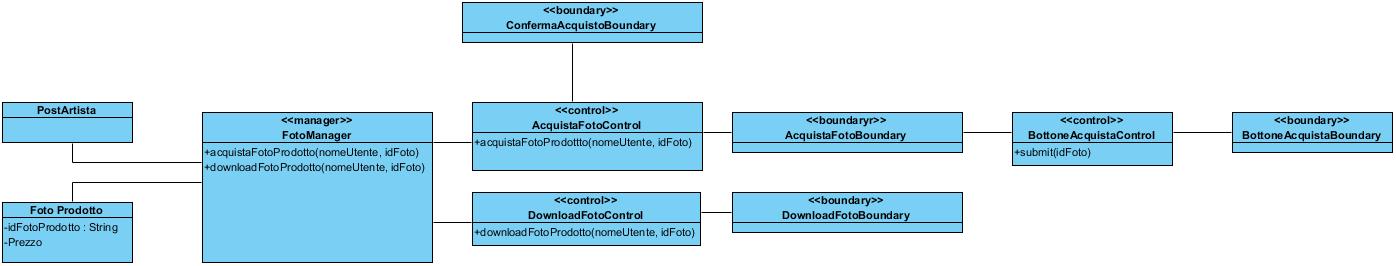 <<boundary>>
ConfermaAcquistoBoundary
PostArtista
Foto Prodotto
-idFotoProdotto : String
-Prezzo
<<manager>>
FotoManager
+acquistaFotoProdotto(nomeUtente, idFoto)
+downloadFotoProdotto(nomeUtente, idFoto)
<<control>>
AcquistaFotoControl
+acquistaFotoProdottto(nomeUtente, idFoto)
<<boundaryr>>
AcquistaFotoBoundary
<<control>>
BottoneAcquistaControl
+submit(idFoto)
<<boundary>>
BottoneAcquistaBoundary
<<control>>
DownloadFotoControl
+downloadFotoProdotto(nomeUtente, idFoto)
<<boundary>>
DownloadFotoBoundary